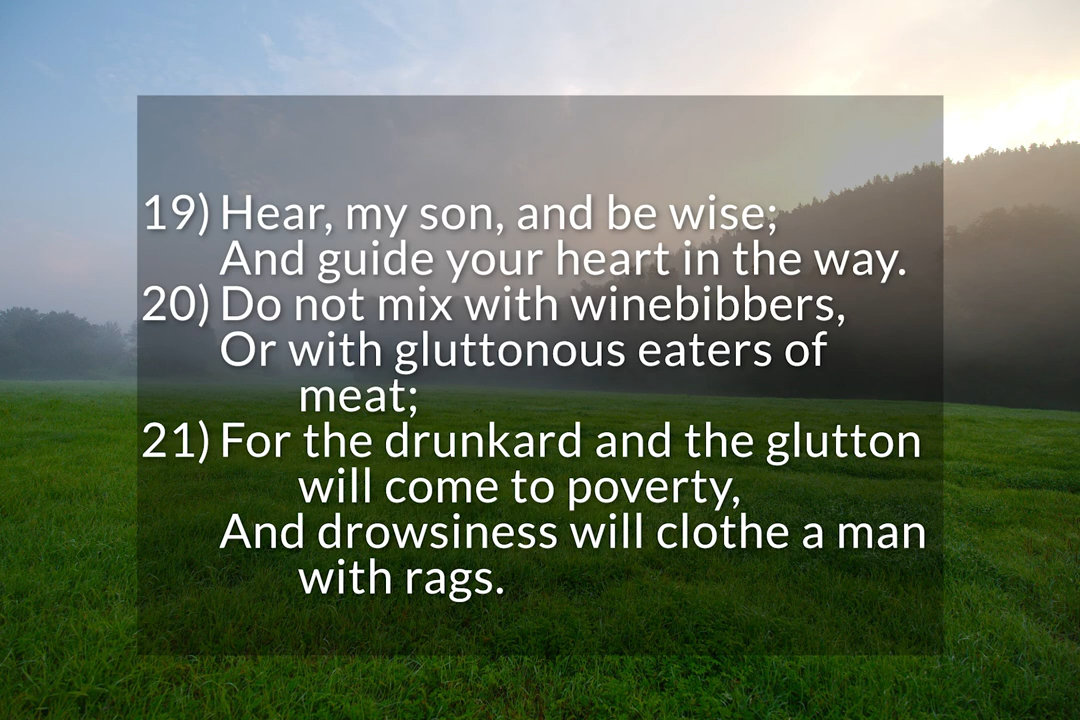 19) Hear, my son, and be wise;
And guide your heart in the way.
20) Do not mix with winebibbers,
Or with gluttonous eaters of
meat;
21) For the drunkard and the glutton
will come to poverty,
And drowsiness will clothe a man
with rags.